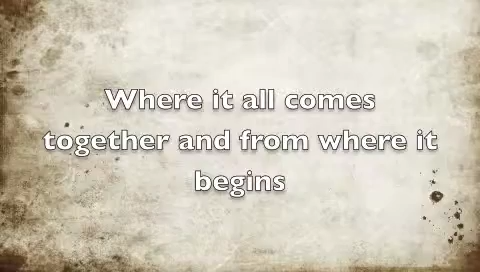 Where it all comes
together and from where it
begins